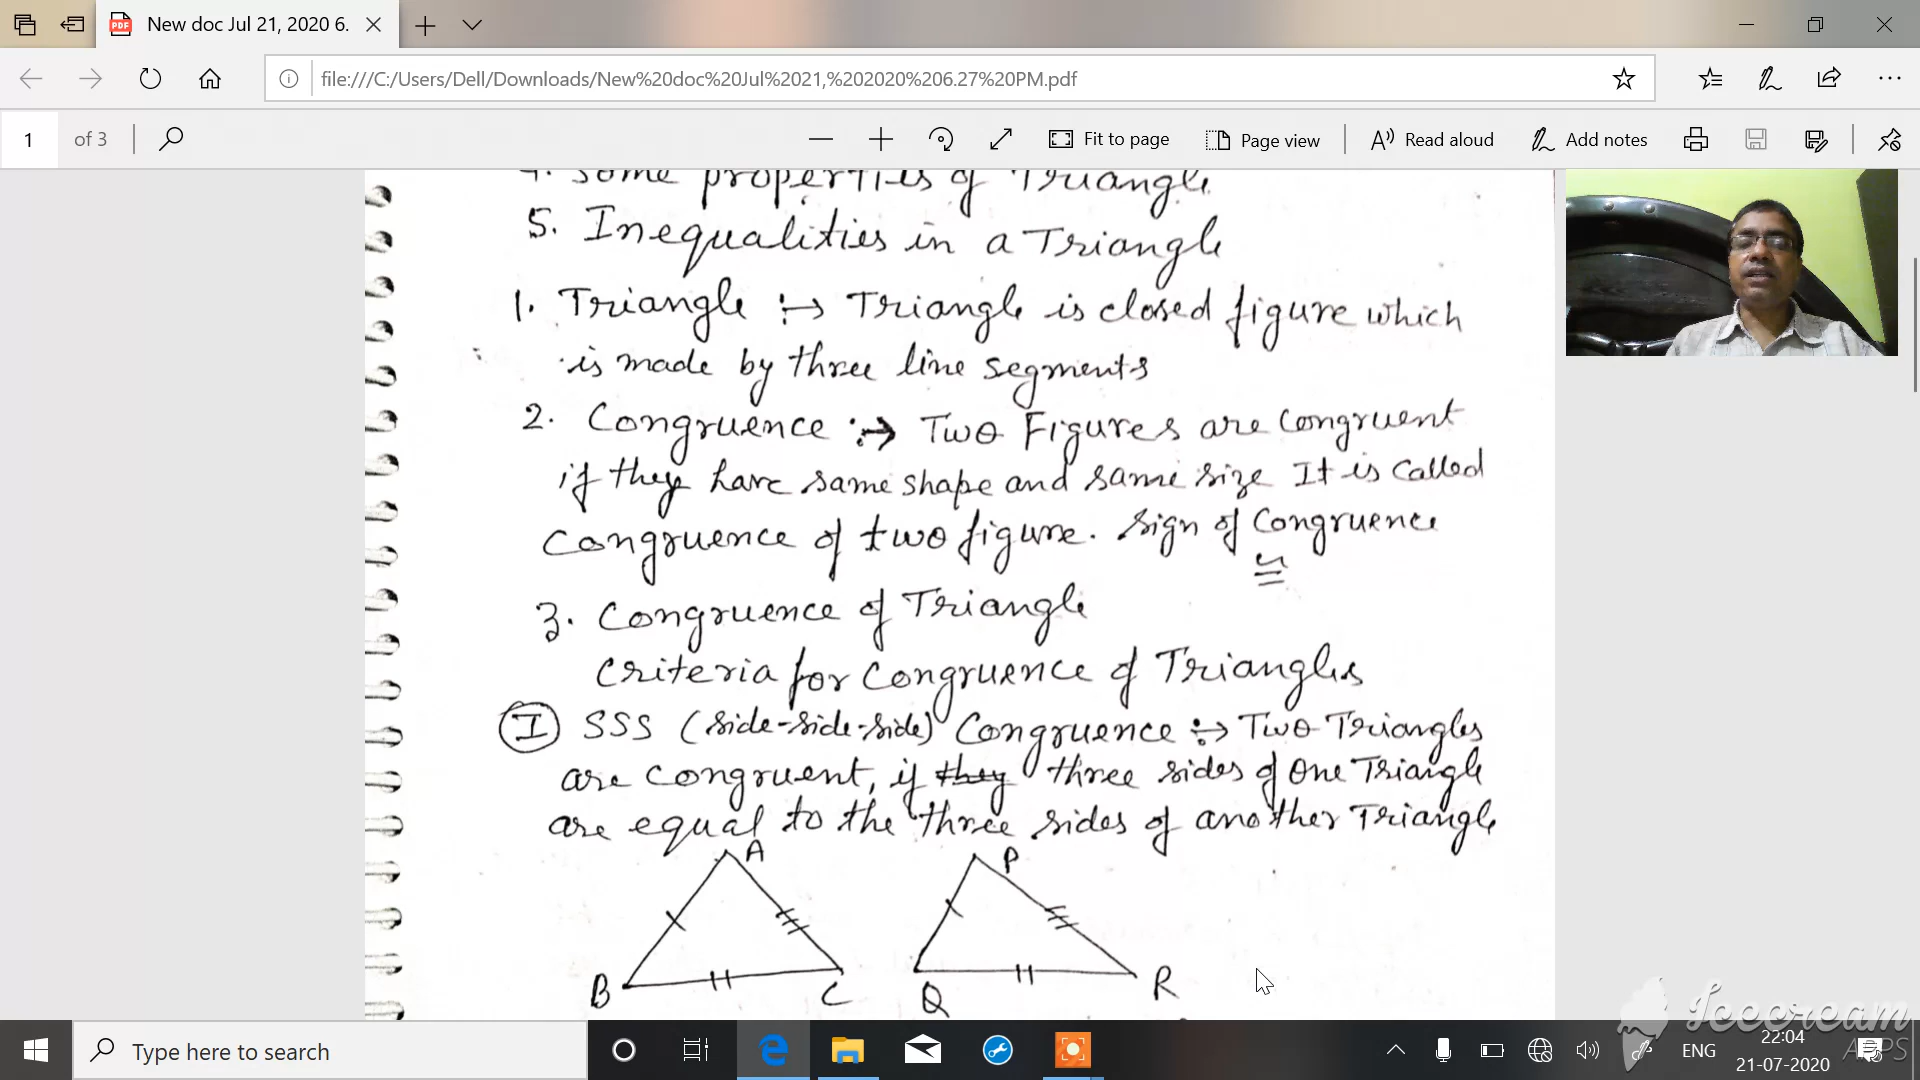 New doc Jul 21, 2020 6.
file:///C:/Users/Dell/Downloads/New%20doc%20Jul%2021,%202020%206.27%20PM.pdf
1 of 3
Fit to page
Page view
Read aloud
Add notes
4. Some properties of Triangle
5. Inequalities in a Triangle
1. Triangle :→ Triangle is closed figure which
is made by three line segments
2. Congruence :→ Two Figures are congruent
if they have same shape and same size It is called
Congruence of two figure. Sign of Congruence
≅
3. Congruence of Triangle
Criteria for Congruence of Triangles
I SSS (side-side-side) Congruence :→ Two Triangles
are congruent, if they three sides of one Triangle
are equal to the three sides of another Triangle
A P
B C Q R
Icecream
APPS
Type here to search
ENG
22:04
21-07-2020